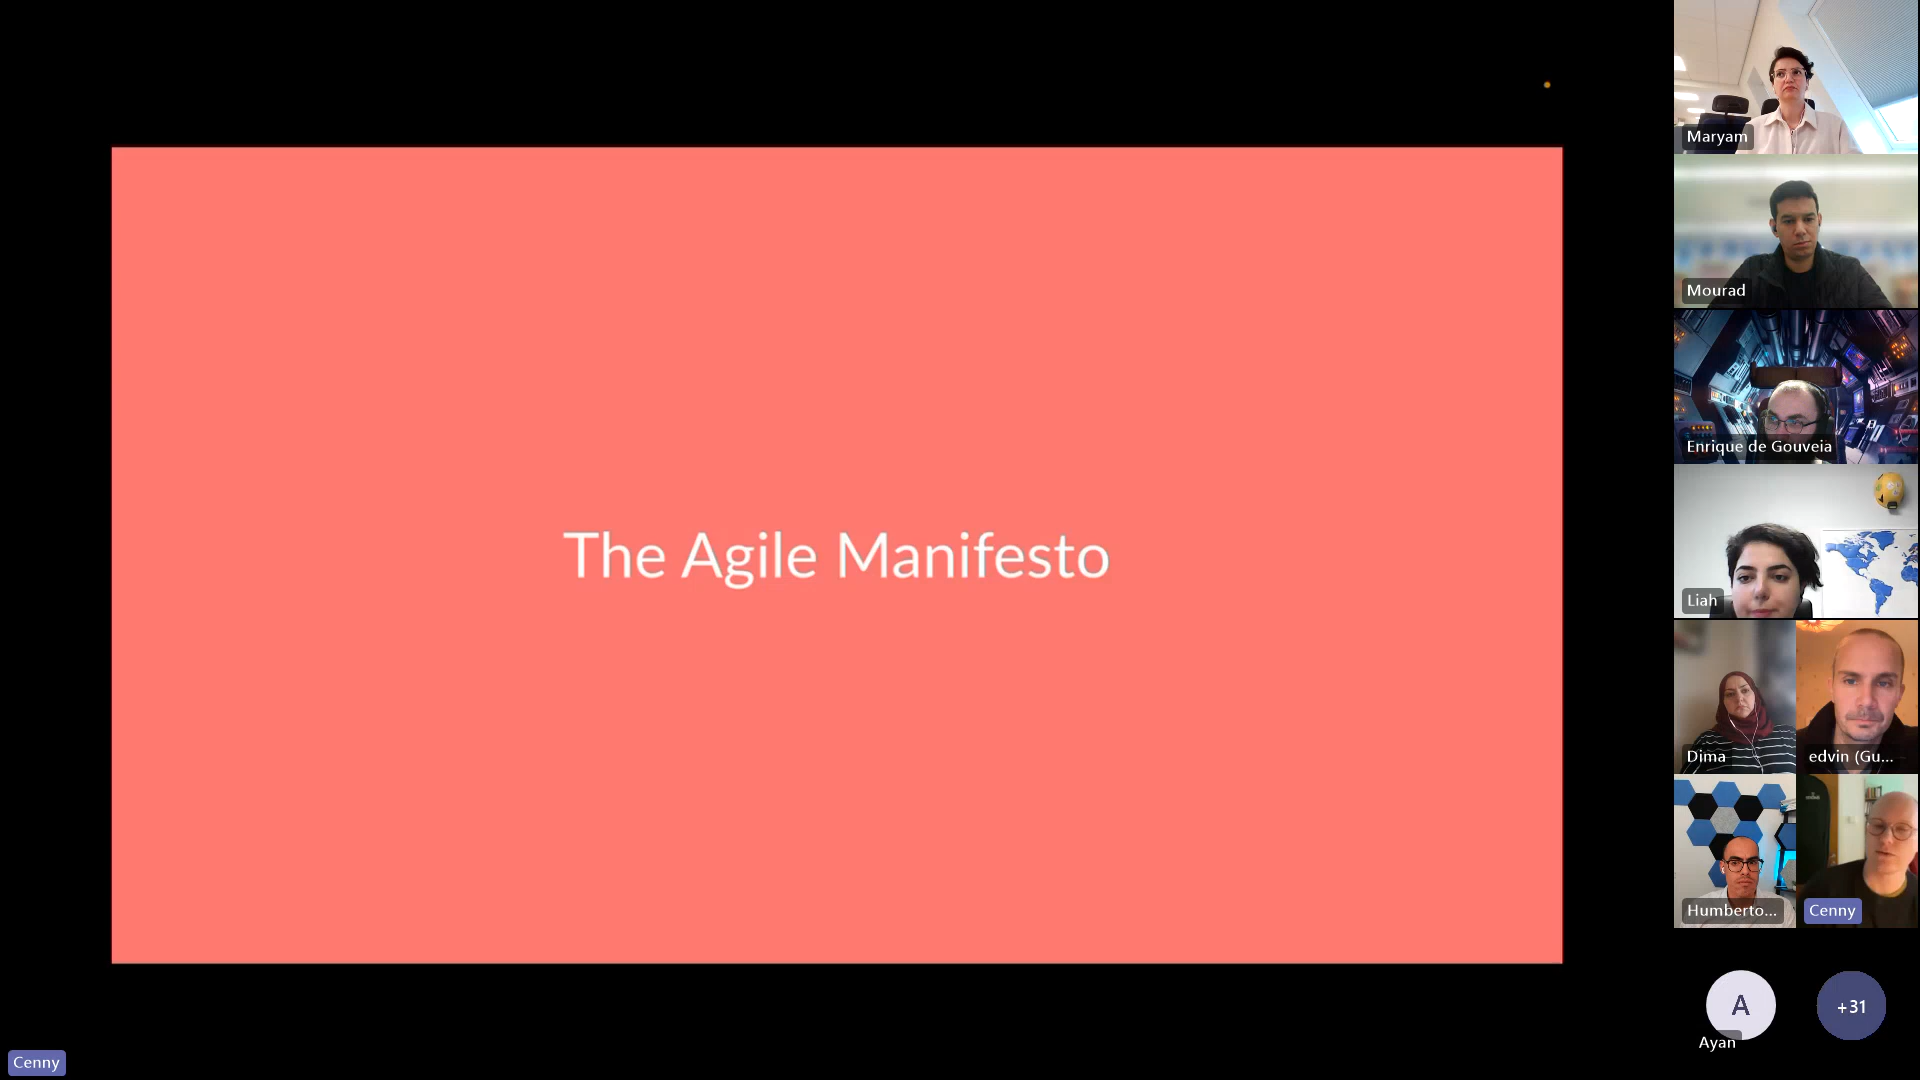 The Agile Manifesto
Maryam
Mourad
Enrique de Gouveia
Liah
Dima
edvin (Gu...
Humberto...
Cenny
A
Ayan
+31
Cenny